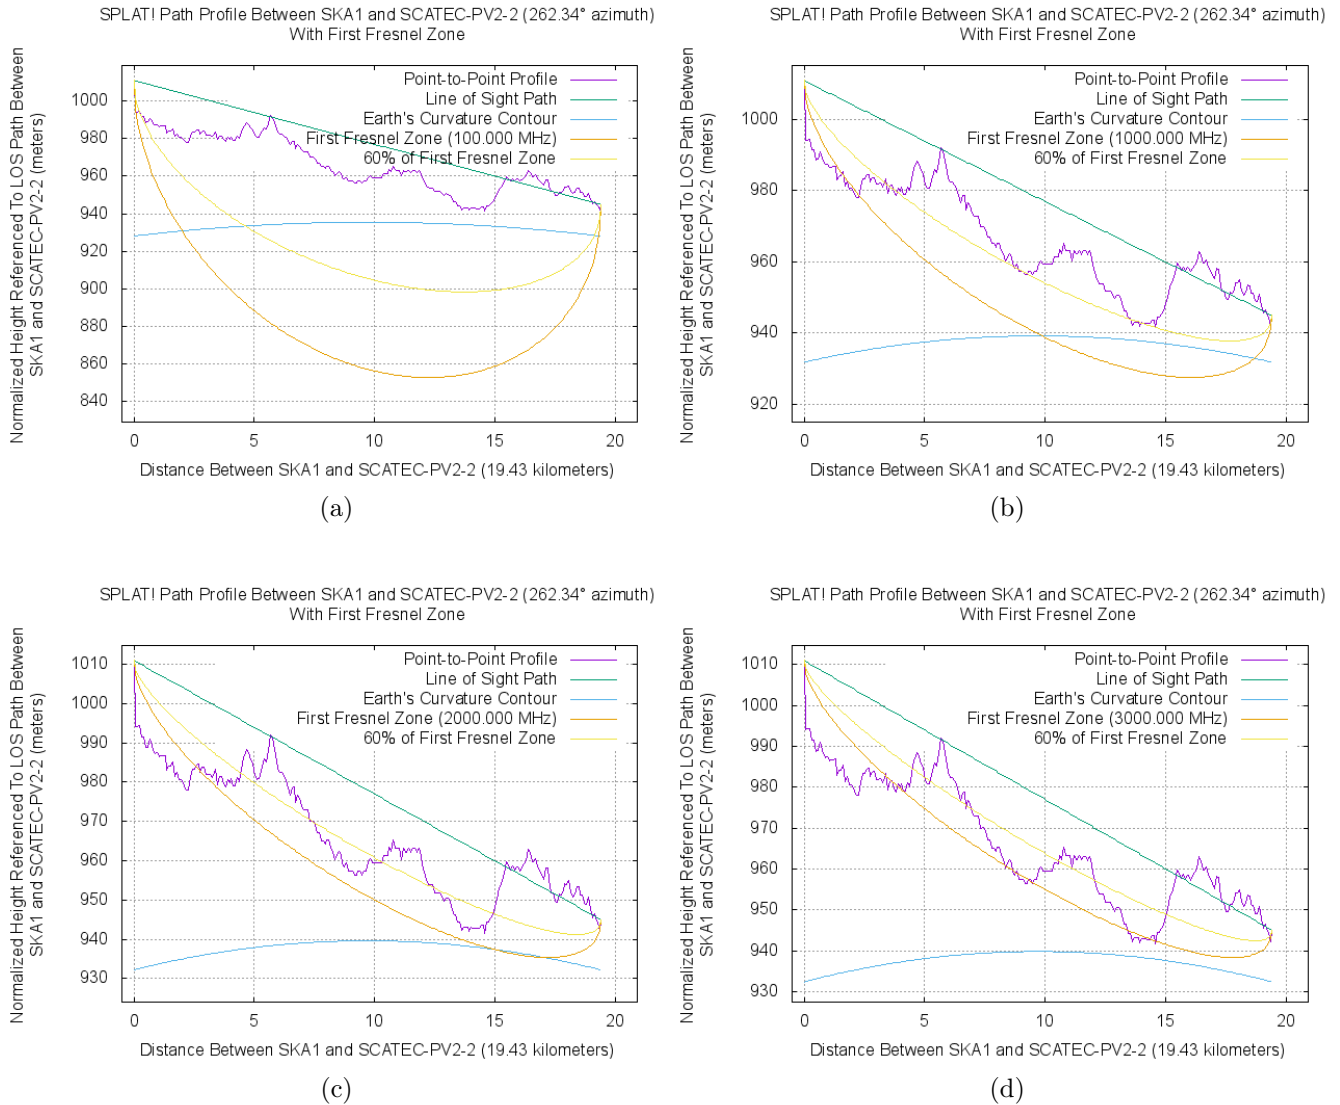 SPLAT! Path Profile Between SKA1 and SCATEC-PV2-2 (262.34° azimuth)
With First Fresnel Zone
Normalized Height Referenced To LOS Path Between
SKA1 and SCATEC-PV2-2 (meters)
Point-to-Point Profile
Line of Sight Path
Earth's Curvature Contour
First Fresnel Zone (100.000 MHz)
60% of First Fresnel Zone
1000
980
960
940
920
900
880
860
840
0 5 10 15 20
Distance Between SKA1 and SCATEC-PV2-2 (19.43 kilometers)
(a)
SPLAT! Path Profile Between SKA1 and SCATEC-PV2-2 (262.34° azimuth)
With First Fresnel Zone
Normalized Height Referenced To LOS Path Between
SKA1 and SCATEC-PV2-2 (meters)
Point-to-Point Profile
Line of Sight Path
Earth's Curvature Contour
First Fresnel Zone (1000.000 MHz)
60% of First Fresnel Zone
1000
980
960
940
920
0 5 10 15 20
Distance Between SKA1 and SCATEC-PV2-2 (19.43 kilometers)
(b)
SPLAT! Path Profile Between SKA1 and SCATEC-PV2-2 (262.34° azimuth)
With First Fresnel Zone
Normalized Height Referenced To LOS Path Between
SKA1 and SCATEC-PV2-2 (meters)
Point-to-Point Profile
Line of Sight Path
Earth's Curvature Contour
First Fresnel Zone (2000.000 MHz)
60% of First Fresnel Zone
1010
1000
990
980
970
960
950
940
930
0 5 10 15 20
Distance Between SKA1 and SCATEC-PV2-2 (19.43 kilometers)
(c)
SPLAT! Path Profile Between SKA1 and SCATEC-PV2-2 (262.34° azimuth)
With First Fresnel Zone
Normalized Height Referenced To LOS Path Between
SKA1 and SCATEC-PV2-2 (meters)
Point-to-Point Profile
Line of Sight Path
Earth's Curvature Contour
First Fresnel Zone (3000.000 MHz)
60% of First Fresnel Zone
1010
1000
990
980
970
960
950
940
930
0 5 10 15 20
Distance Between SKA1 and SCATEC-PV2-2 (19.43 kilometers)
(d)